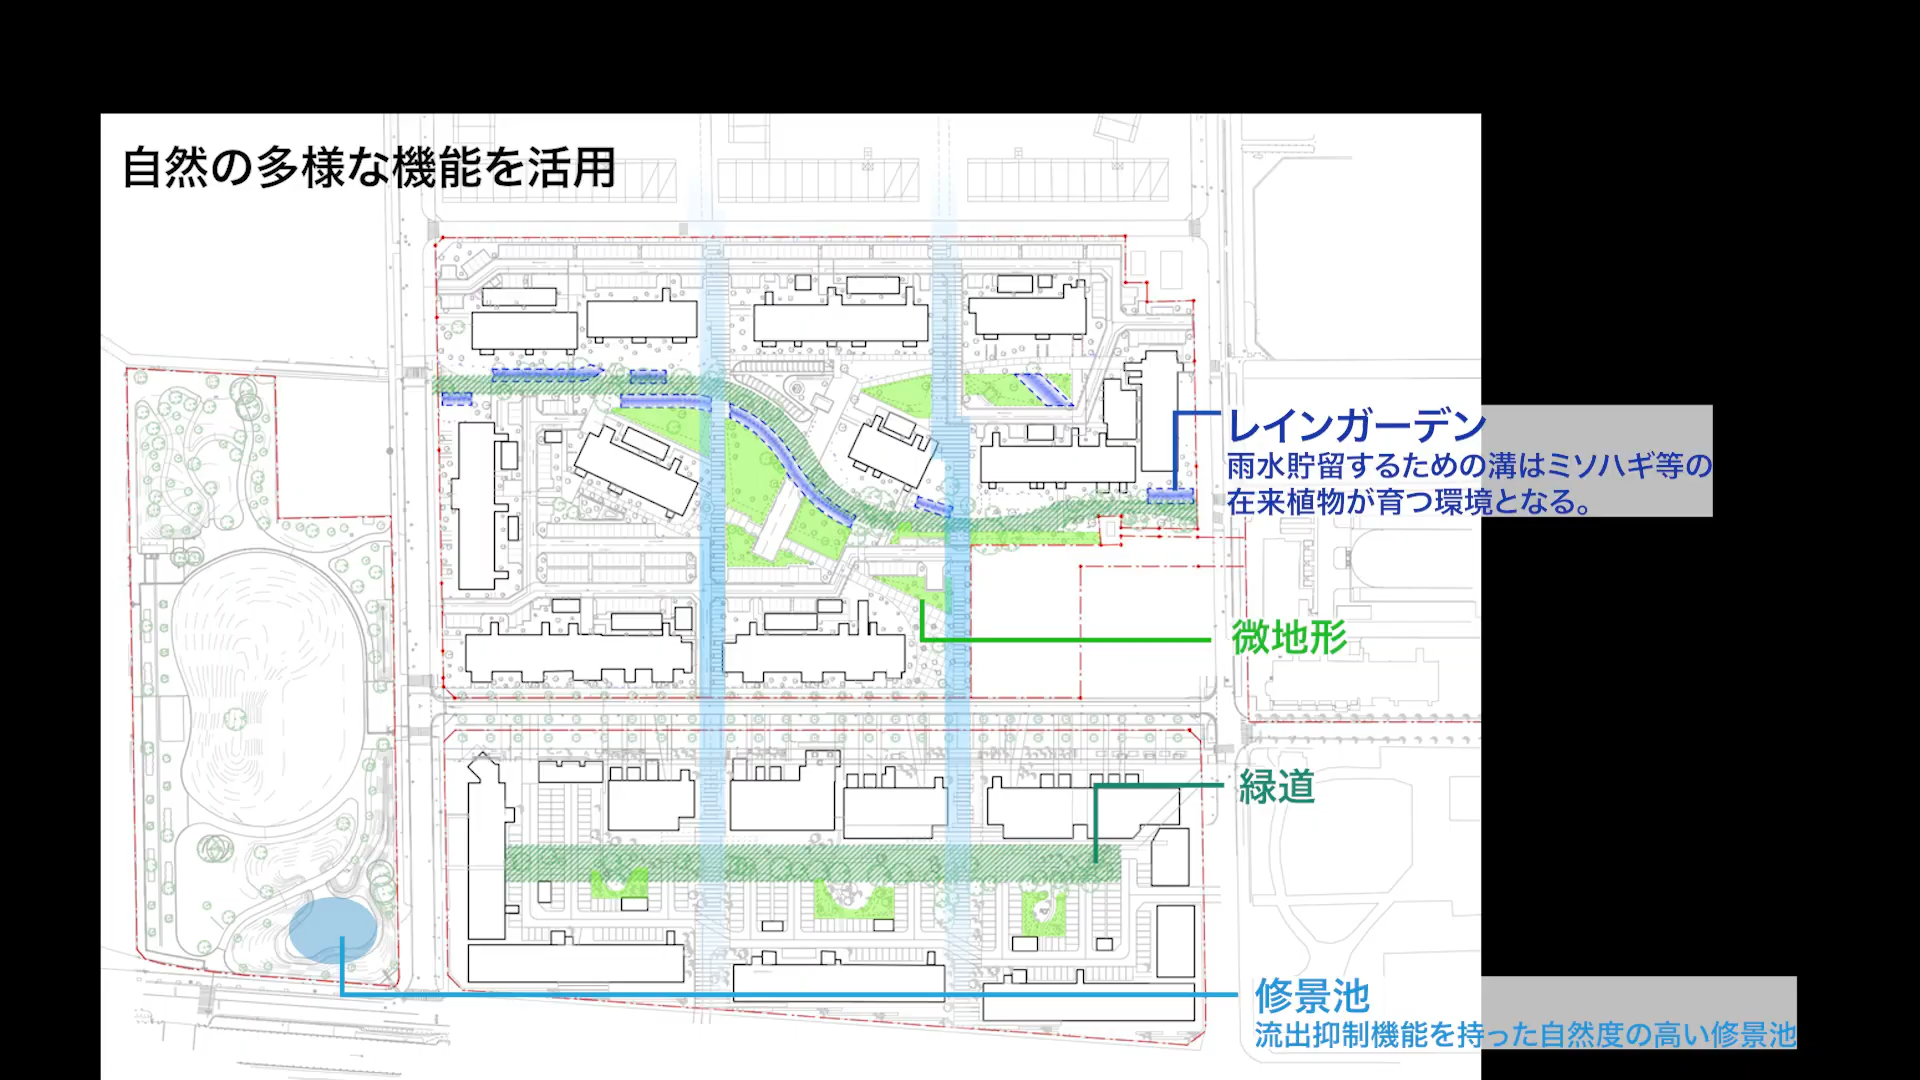 自然の多様な機能を活用
レインガーデン
雨水貯留するための溝はミソハギ等の
在来植物が育つ環境となる。
微地形
緑道
修景池
流出抑制機能を持った自然度の高い修景池